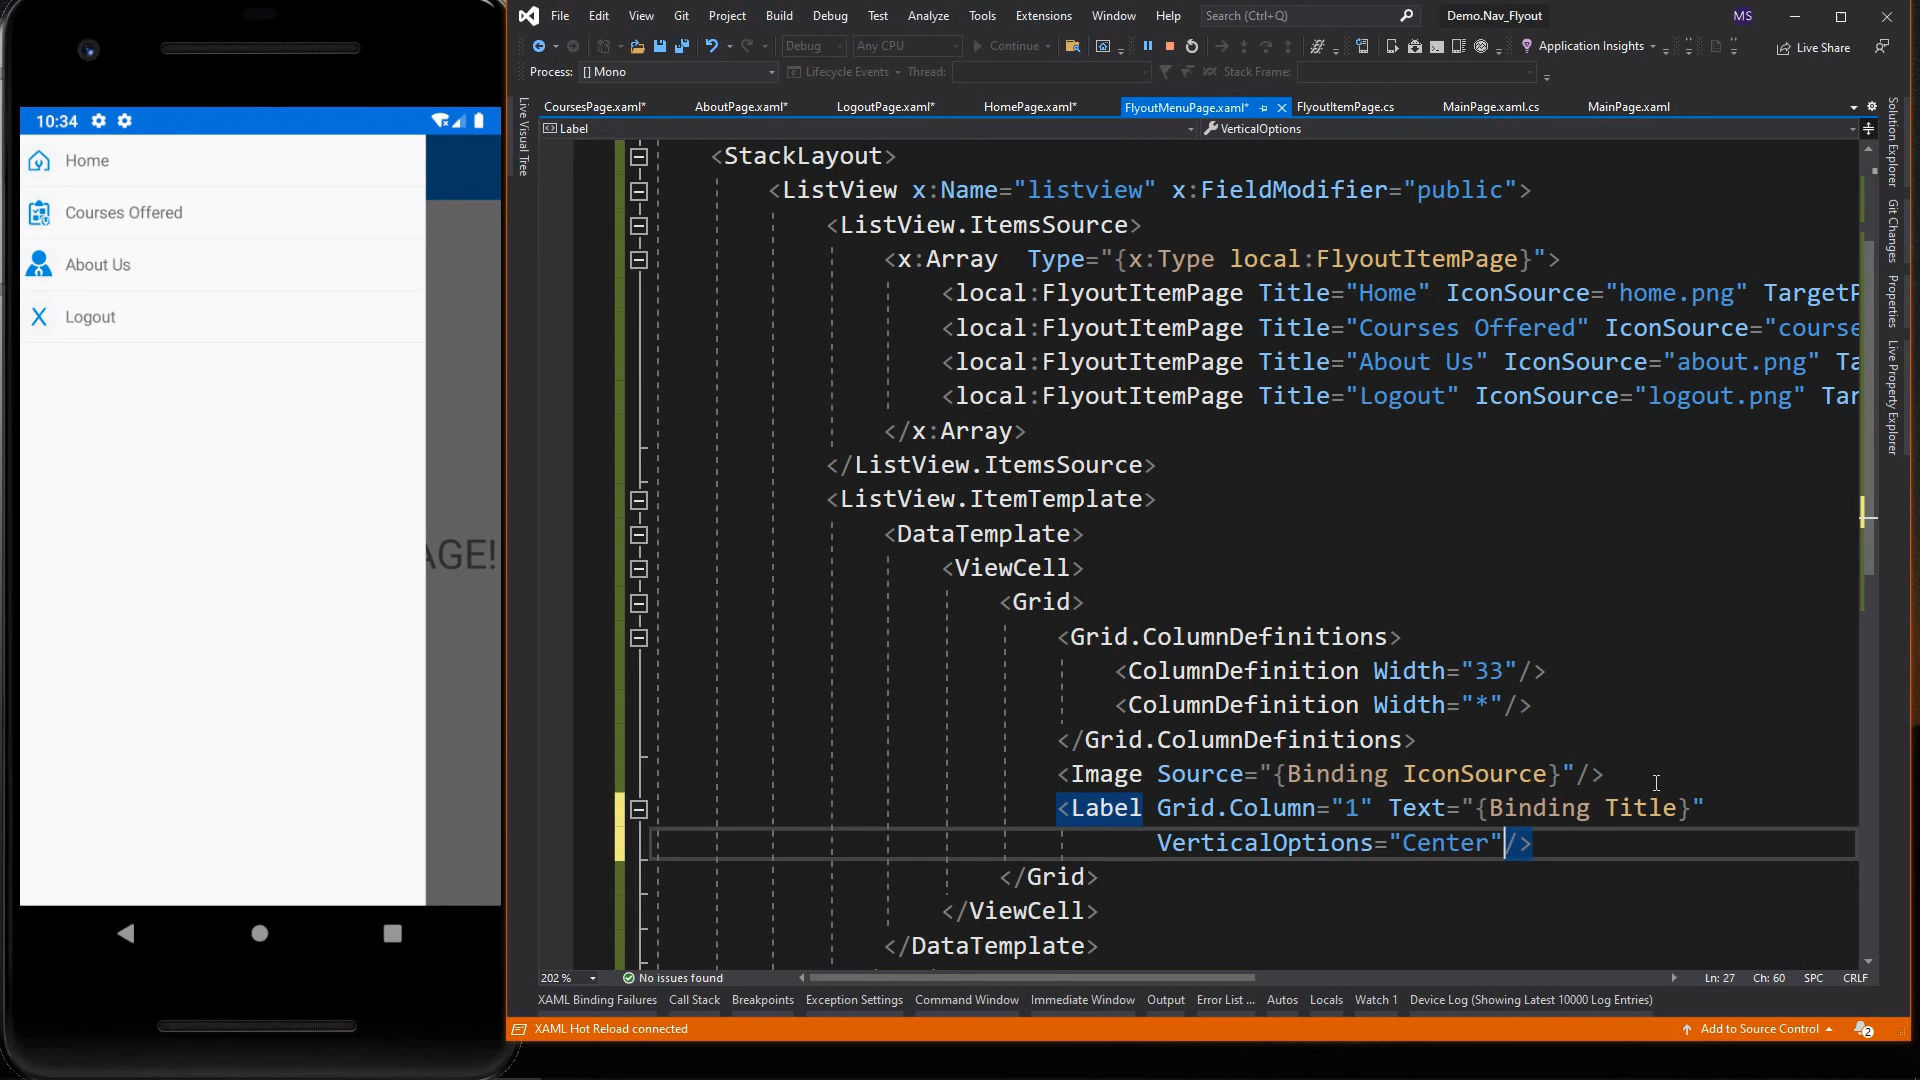 File Edit View Git Project Build Debug Test Analyze Tools Extensions Window Help Search (Ctrl+Q) Demo.Nav_Flyout MS
Debug Any CPU Continue Application Insights Live Share
Process: [] Mono Lifecycle Events Thread: Stack Frame:
CoursesPage.xaml* AboutPage.xaml* LogoutPage.xaml* HomePage.xaml* FlyoutMenuPage.xaml* FlyoutItemPage.cs MainPage.xaml.cs MainPage.xaml
Label VerticalOptions
10:34
Home
Courses Offered
About Us
Logout
AGE!
Live Visual Tree
<StackLayout>
<ListView x:Name="listview" x:FieldModifier="public">
<ListView.ItemsSource>
<x:Array Type="{x:Type local:FlyoutItemPage}">
<local:FlyoutItemPage Title="Home" IconSource="home.png" TargetP
<local:FlyoutItemPage Title="Courses Offered" IconSource="course
<local:FlyoutItemPage Title="About Us" IconSource="about.png" Ta
<local:FlyoutItemPage Title="Logout" IconSource="logout.png" Tar
</x:Array>
</ListView.ItemsSource>
<ListView.ItemTemplate>
<DataTemplate>
<ViewCell>
<Grid>
<Grid.ColumnDefinitions>
<ColumnDefinition Width="33"/>
<ColumnDefinition Width="*"/>
</Grid.ColumnDefinitions>
<Image Source="{Binding IconSource}"/>
<Label Grid.Column="1" Text="{Binding Title}"
VerticalOptions="Center"/>
</Grid>
</ViewCell>
</DataTemplate>
Solution Explorer
Git Changes
Properties
Live Property Explorer
202 % No issues found Ln: 27 Ch: 60 SPC CRLF
XAML Binding Failures Call Stack Breakpoints Exception Settings Command Window Immediate Window Output Error List ... Autos Locals Watch 1 Device Log (Showing Latest 10000 Log Entries)
XAML Hot Reload connected Add to Source Control 2